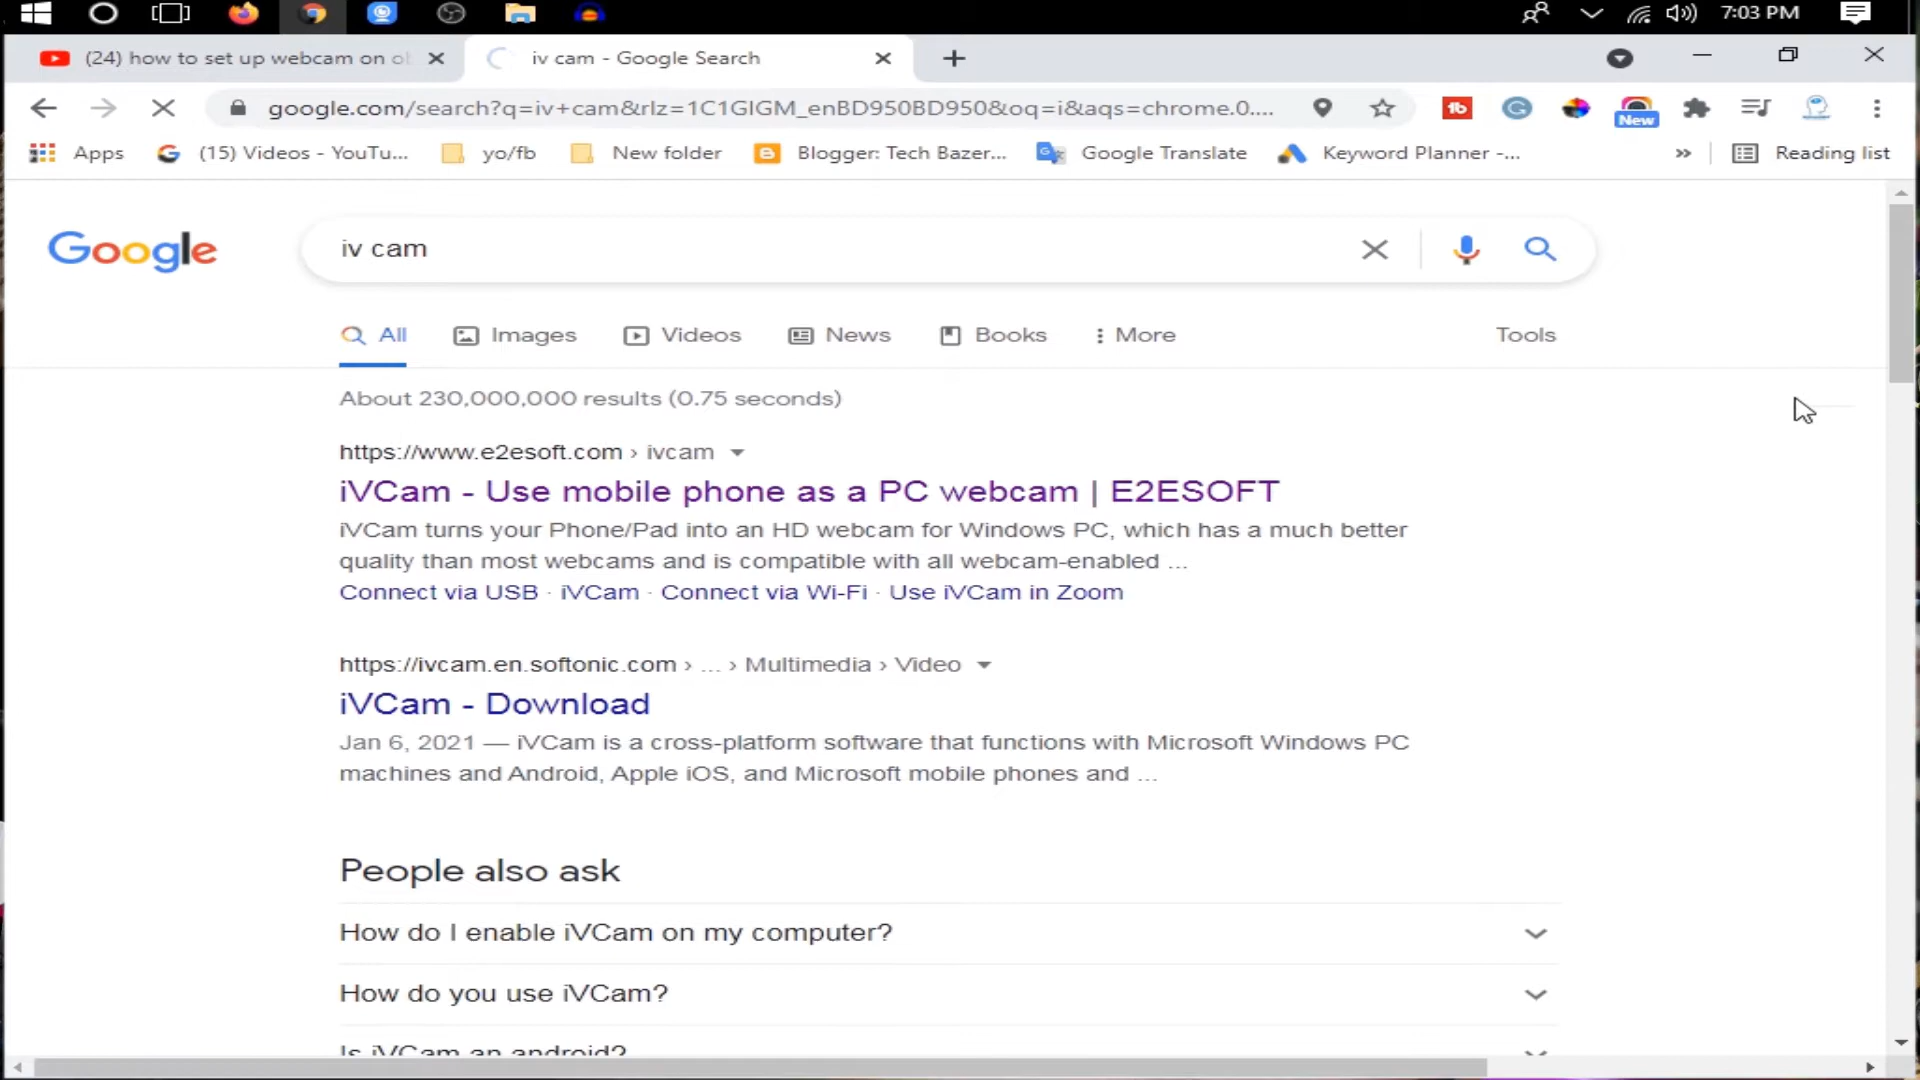 7:03 PM
(24) how to set up webcam on ob
iv cam - Google Search
google.com/search?q=iv+cam&rlz=1C1GIGM_enBD950BD950&oq=i&aqs=chrome.0....
New
Apps
(15) Videos - YouTu...
yo/fb
New folder
Blogger: Tech Bazer...
Google Translate
Keyword Planner -...
»
Reading list
Google
iv cam
All
Images
Videos
News
Books
More
Tools
About 230,000,000 results (0.75 seconds)
https://www.e2esoft.com › ivcam
iVCam - Use mobile phone as a PC webcam | E2ESOFT
iVCam turns your Phone/Pad into an HD webcam for Windows PC, which has a much better
quality than most webcams and is compatible with all webcam-enabled ...
Connect via USB · iVCam · Connect via Wi-Fi · Use iVCam in Zoom
https://ivcam.en.softonic.com › ... › Multimedia › Video
iVCam - Download
Jan 6, 2021 — iVCam is a cross-platform software that functions with Microsoft Windows PC
machines and Android, Apple iOS, and Microsoft mobile phones and ...
People also ask
How do I enable iVCam on my computer?
How do you use iVCam?
Is iVCam an android?